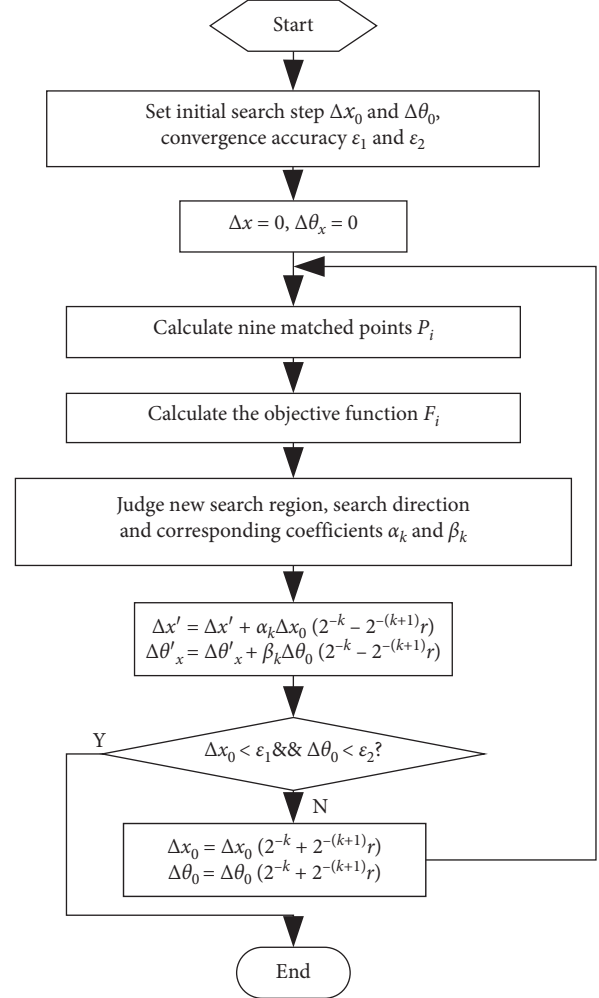 Start
Set initial search step Δx₀ and Δθ₀,
convergence accuracy ε₁ and ε₂
Δx = 0, Δθₓ = 0
Calculate nine matched points Pᵢ
Calculate the objective function Fᵢ
Judge new search region, search direction
and corresponding coefficients αₖ and βₖ
Δx′ = Δx′ + αₖΔx₀ (2⁻ᵏ – 2⁻⁽ᵏ⁺¹⁾r)
Δθ′ₓ = Δθ′ₓ + βₖΔθ₀ (2⁻ᵏ – 2⁻⁽ᵏ⁺¹⁾r)
Y
Δx₀ < ε₁&& Δθ₀ < ε₂?
N
Δx₀ = Δx₀ (2⁻ᵏ + 2⁻⁽ᵏ⁺¹⁾r)
Δθ₀ = Δθ₀ (2⁻ᵏ + 2⁻⁽ᵏ⁺¹⁾r)
End